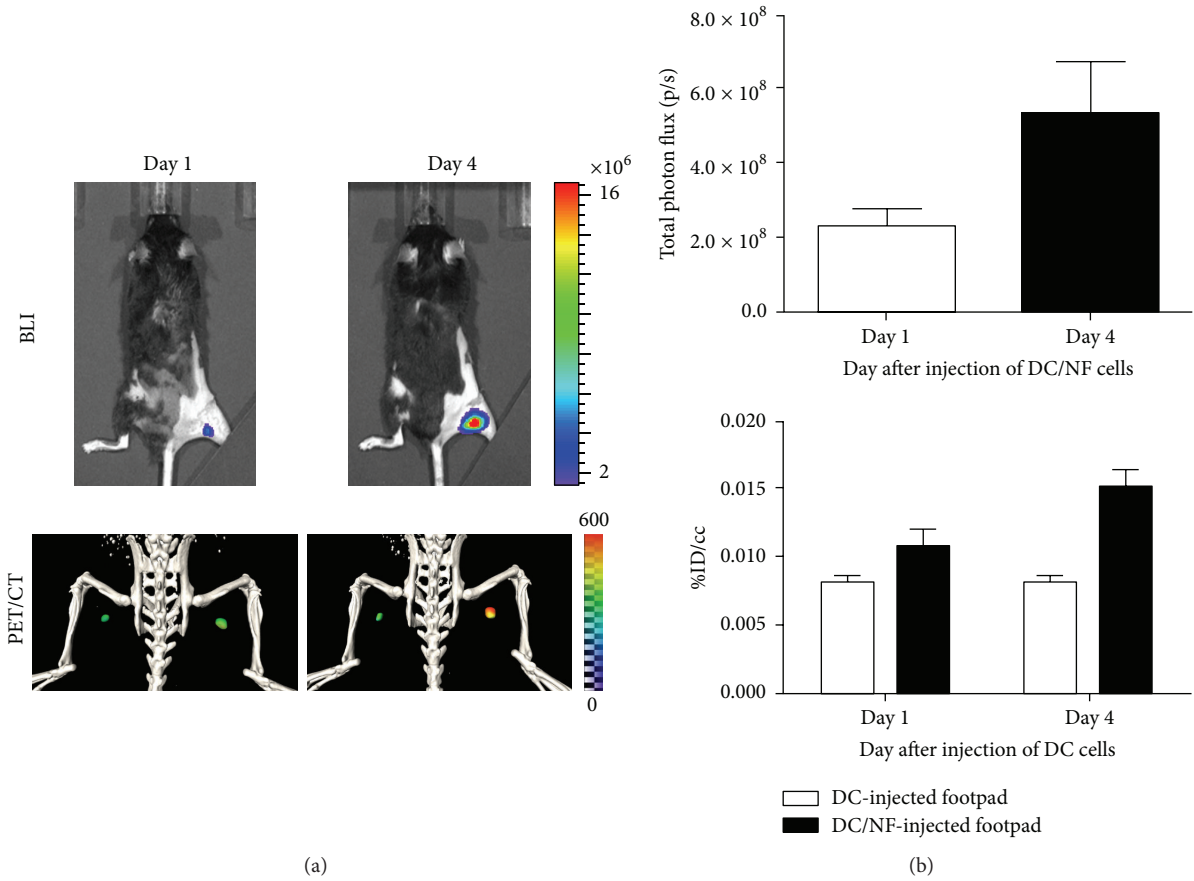 Day 1
Day 4
×10⁶
16
2
BLI
600
0
PET/CT
(a)
8.0 × 10⁸
6.0 × 10⁸
4.0 × 10⁸
2.0 × 10⁸
0.0
Total photon flux (p/s)
Day 1
Day 4
Day after injection of DC/NF cells
0.020
0.015
0.010
0.005
0.000
%ID/cc
Day 1
Day 4
Day after injection of DC cells
DC-injected footpad
DC/NF-injected footpad
(b)